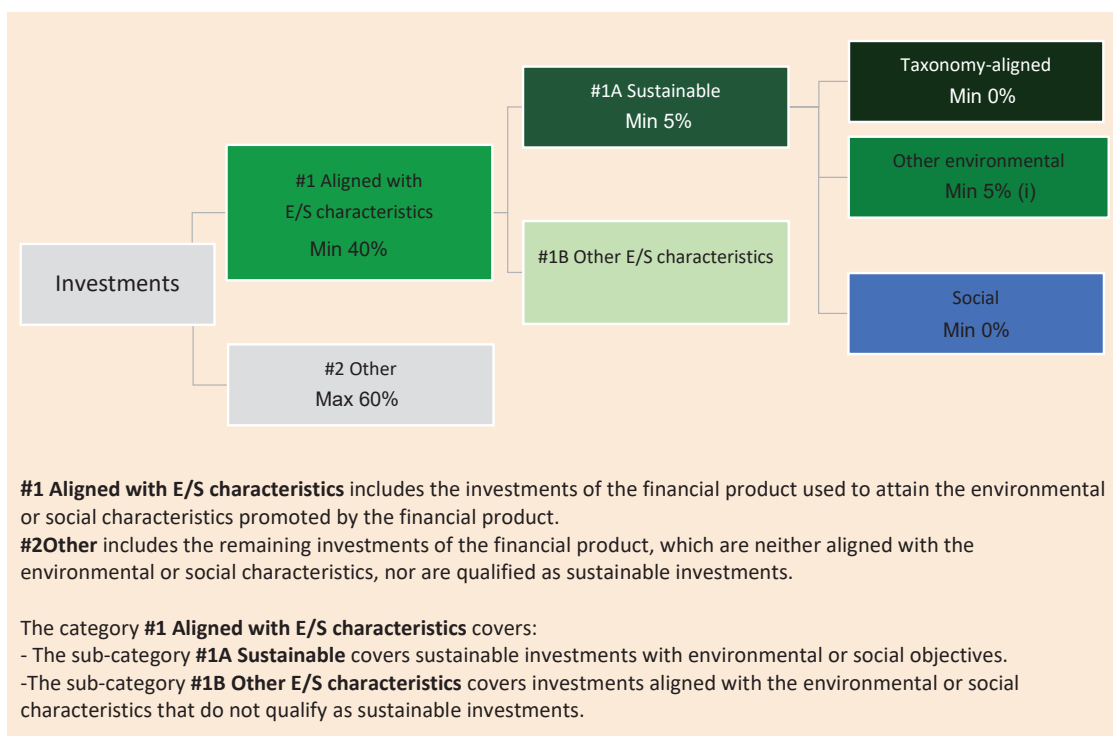 Investments
#1 Aligned with
E/S characteristics
Min 40%
#2 Other
Max 60%
#1A Sustainable
Min 5%
#1B Other E/S characteristics
Taxonomy-aligned
Min 0%
Other environmental
Min 5% (i)
Social
Min 0%
#1 Aligned with E/S characteristics includes the investments of the financial product used to attain the environmental
or social characteristics promoted by the financial product.
#2Other includes the remaining investments of the financial product, which are neither aligned with the
environmental or social characteristics, nor are qualified as sustainable investments.
The category #1 Aligned with E/S characteristics covers:
- The sub-category #1A Sustainable covers sustainable investments with environmental or social objectives.
-The sub-category #1B Other E/S characteristics covers investments aligned with the environmental or social
characteristics that do not qualify as sustainable investments.